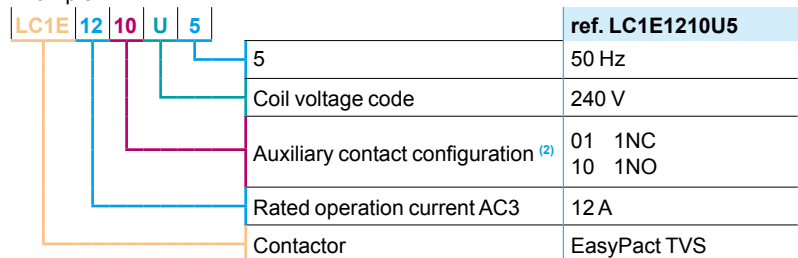 LC1E 12 10 U 5
ref. LC1E1210U5
5 50 Hz
Coil voltage code 240 V
Auxiliary contact configuration (2)
01 1NC
10 1NO
Rated operation current AC3 12 A
Contactor EasyPact TVS